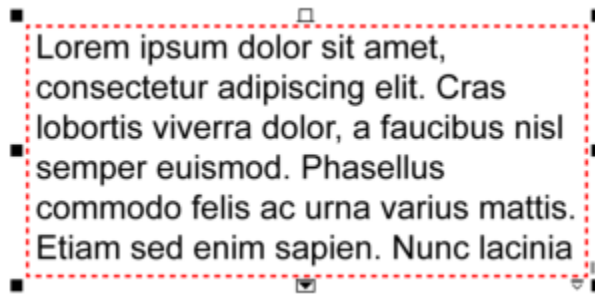 Lorem ipsum dolor sit amet,
consectetur adipiscing elit. Cras
lobortis viverra dolor, a faucibus nisl
semper euismod. Phasellus
commodo felis ac urna varius mattis.
Etiam sed enim sapien. Nunc lacinia